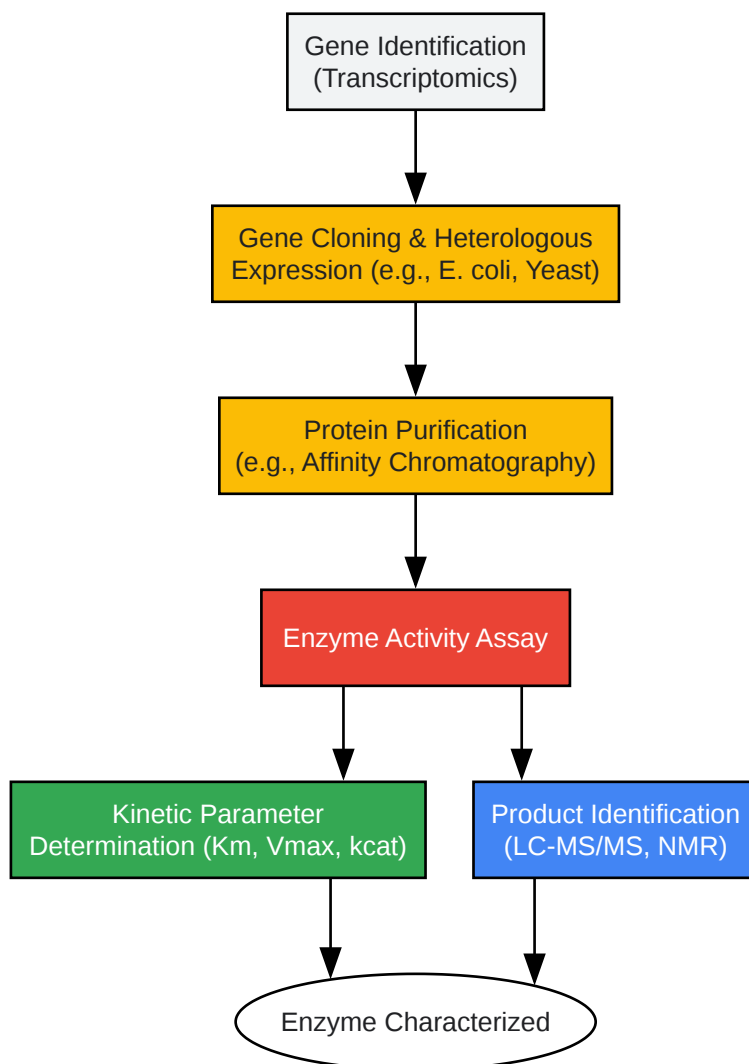 Gene Identification
(Transcriptomics)
Gene Cloning & Heterologous
Expression (e.g., E. coli, Yeast)
Protein Purification
(e.g., Affinity Chromatography)
Enzyme Activity Assay
Kinetic Parameter
Determination (Km, Vmax, kcat)
Product Identification
(LC-MS/MS, NMR)
Enzyme Characterized